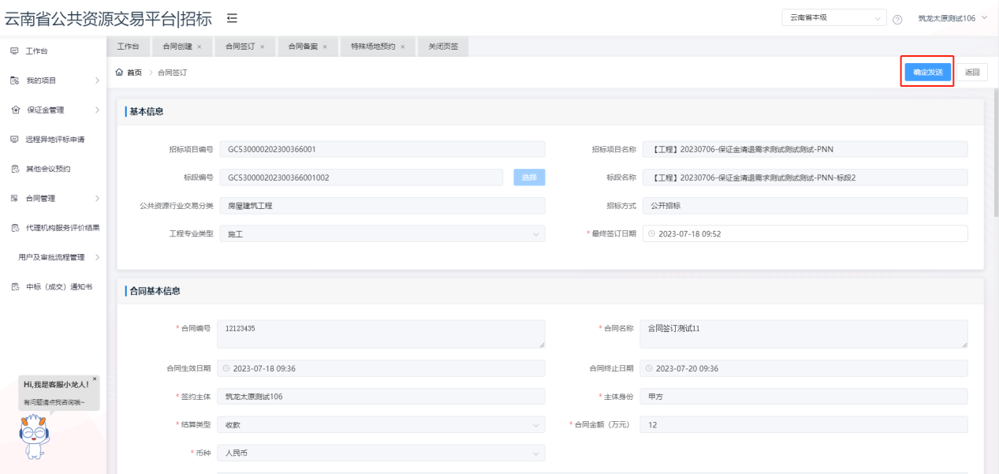 云南省公共资源交易平台|招标
云南省本级
筑龙太原测试106
工作台
合同创建 ×
合同签订 ×
合同备案 ×
特殊场地预约 ×
关闭页签
首页 > 合同签订
确定发送
返回
工作台
我的项目
保证金管理
远程异地评标申请
其他会议预约
合同管理
代理机构服务评价结果
用户及审批流程管理
中标（成交）通知书
Hi,我是客服小龙人！ ×
有问题请点我咨询哦~
基本信息
招标项目编号 GC530000202300366001
招标项目名称 【工程】20230706-保证金清退需求测试测试测试-PNN
标段编号 GC530000202300366001002 选择
标段名称 【工程】20230706-保证金清退需求测试测试测试-PNN-标段2
公共资源行业交易分类 房屋建筑工程
招标方式 公开招标
工程专业类型 施工
* 最终签订日期 2023-07-18 09:52
合同基本信息
* 合同编号 12123435
* 合同名称 合同签订测试11
合同生效日期 2023-07-18 09:36
合同终止日期 2023-07-20 09:36
* 签约主体 筑龙太原测试106
* 主体身份 甲方
* 结算类型 收款
* 合同金额（万元） 12
* 币种 人民币